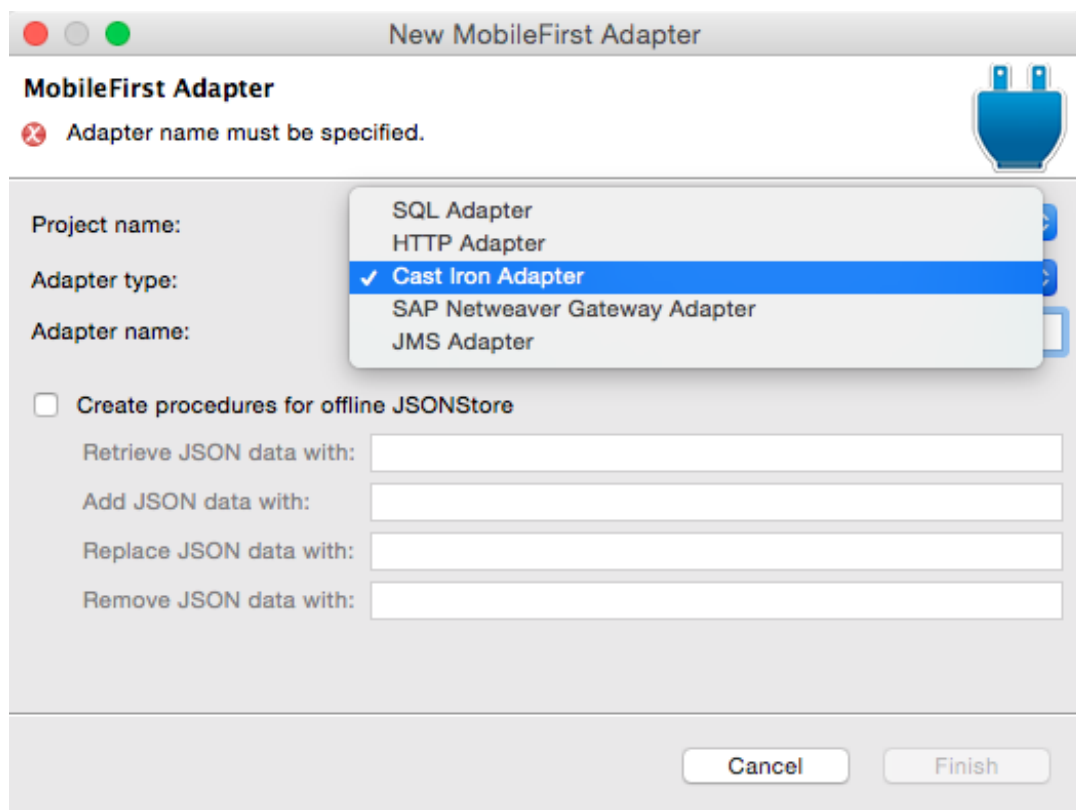 New MobileFirst Adapter
MobileFirst Adapter
Adapter name must be specified.
Project name:
SQL Adapter
HTTP Adapter
Adapter type:
✓ Cast Iron Adapter
SAP Netweaver Gateway Adapter
Adapter name:
JMS Adapter
Create procedures for offline JSONStore
Retrieve JSON data with:
Add JSON data with:
Replace JSON data with:
Remove JSON data with:
Cancel Finish